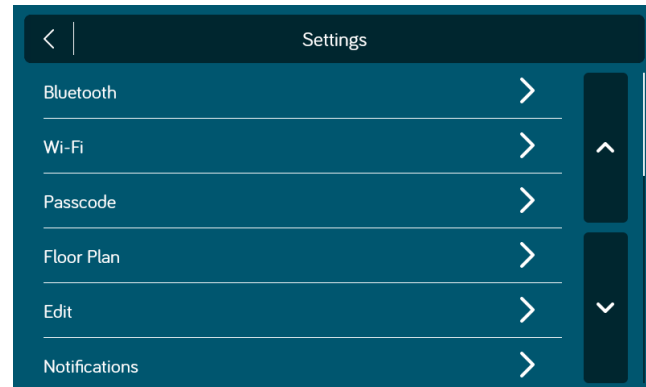 Settings
Bluetooth
Wi-Fi
Passcode
Floor Plan
Edit
Notifications